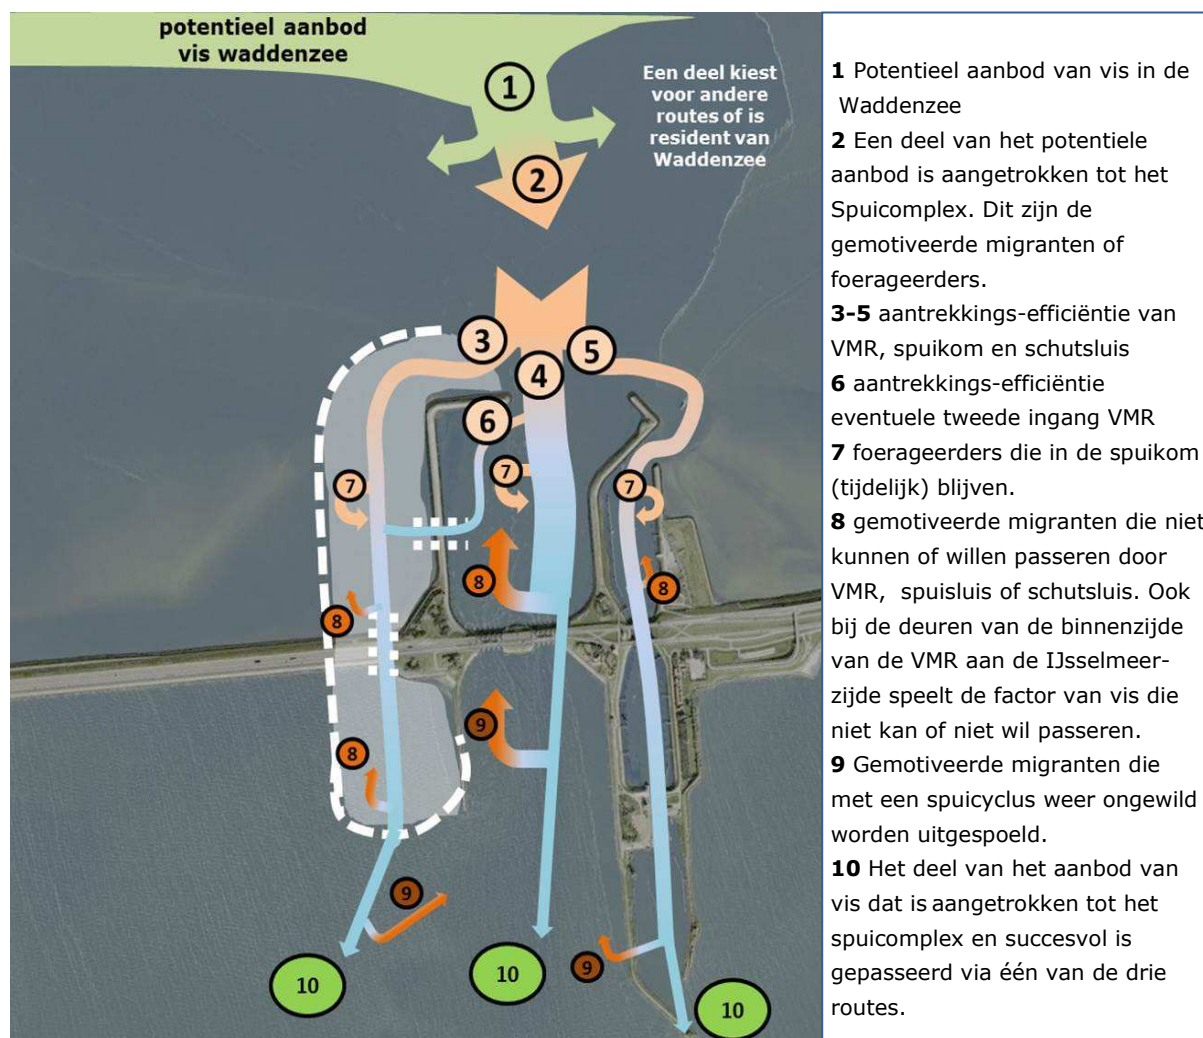 potentieel aanbod
vis waddenzee
Een deel kiest
voor andere
routes of is
resident van
Waddenzee
1
2
3
4
5
6
7
7
7
8
8
8
8
9
9
9
10
10
10
1 Potentieel aanbod van vis in de
Waddenzee
2 Een deel van het potentiele
aanbod is aangetrokken tot het
Spuicomplex. Dit zijn de
gemotiveerde migranten of
foerageerders.
3-5 aantrekkings-efficiëntie van
VMR, spuikom en schutsluis
6 aantrekkings-efficiëntie
eventuele tweede ingang VMR
7 foerageerders die in de spuikom
(tijdelijk) blijven.
8 gemotiveerde migranten die niet
kunnen of willen passeren door
VMR, spuisluis of schutsluis. Ook
bij de deuren van de binnenzijde
van de VMR aan de IJsselmeer-
zijde speelt de factor van vis die
niet kan of niet wil passeren.
9 Gemotiveerde migranten die
met een spuicyclus weer ongewild
worden uitgespoeld.
10 Het deel van het aanbod van
vis dat is aangetrokken tot het
spuicomplex en succesvol is
gepasseerd via één van de drie
routes.